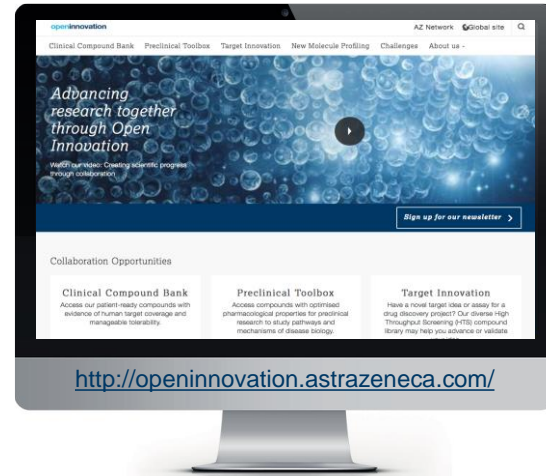 openinnovation
AZ Network Global site
Clinical Compound Bank Preclinical Toolbox Target Innovation New Molecule Profiling Challenges About us
Advancing
research together
through Open
Innovation
Watch our video: Creating scientific progress
through collaboration
Sign up for our newsletter >
Collaboration Opportunities
Clinical Compound Bank
Access our patient-ready compounds with
evidence of human target coverage and
manageable tolerability.
Preclinical Toolbox
Access compounds with optimised
pharmacological properties for preclinical
research to study pathways and
mechanisms of disease biology.
Target Innovation
Have a novel target idea or assay for a
drug discovery project? Our diverse High
Throughput Screening (HTS) compound
library may help you advance or validate
http://openinnovation.astrazeneca.com/